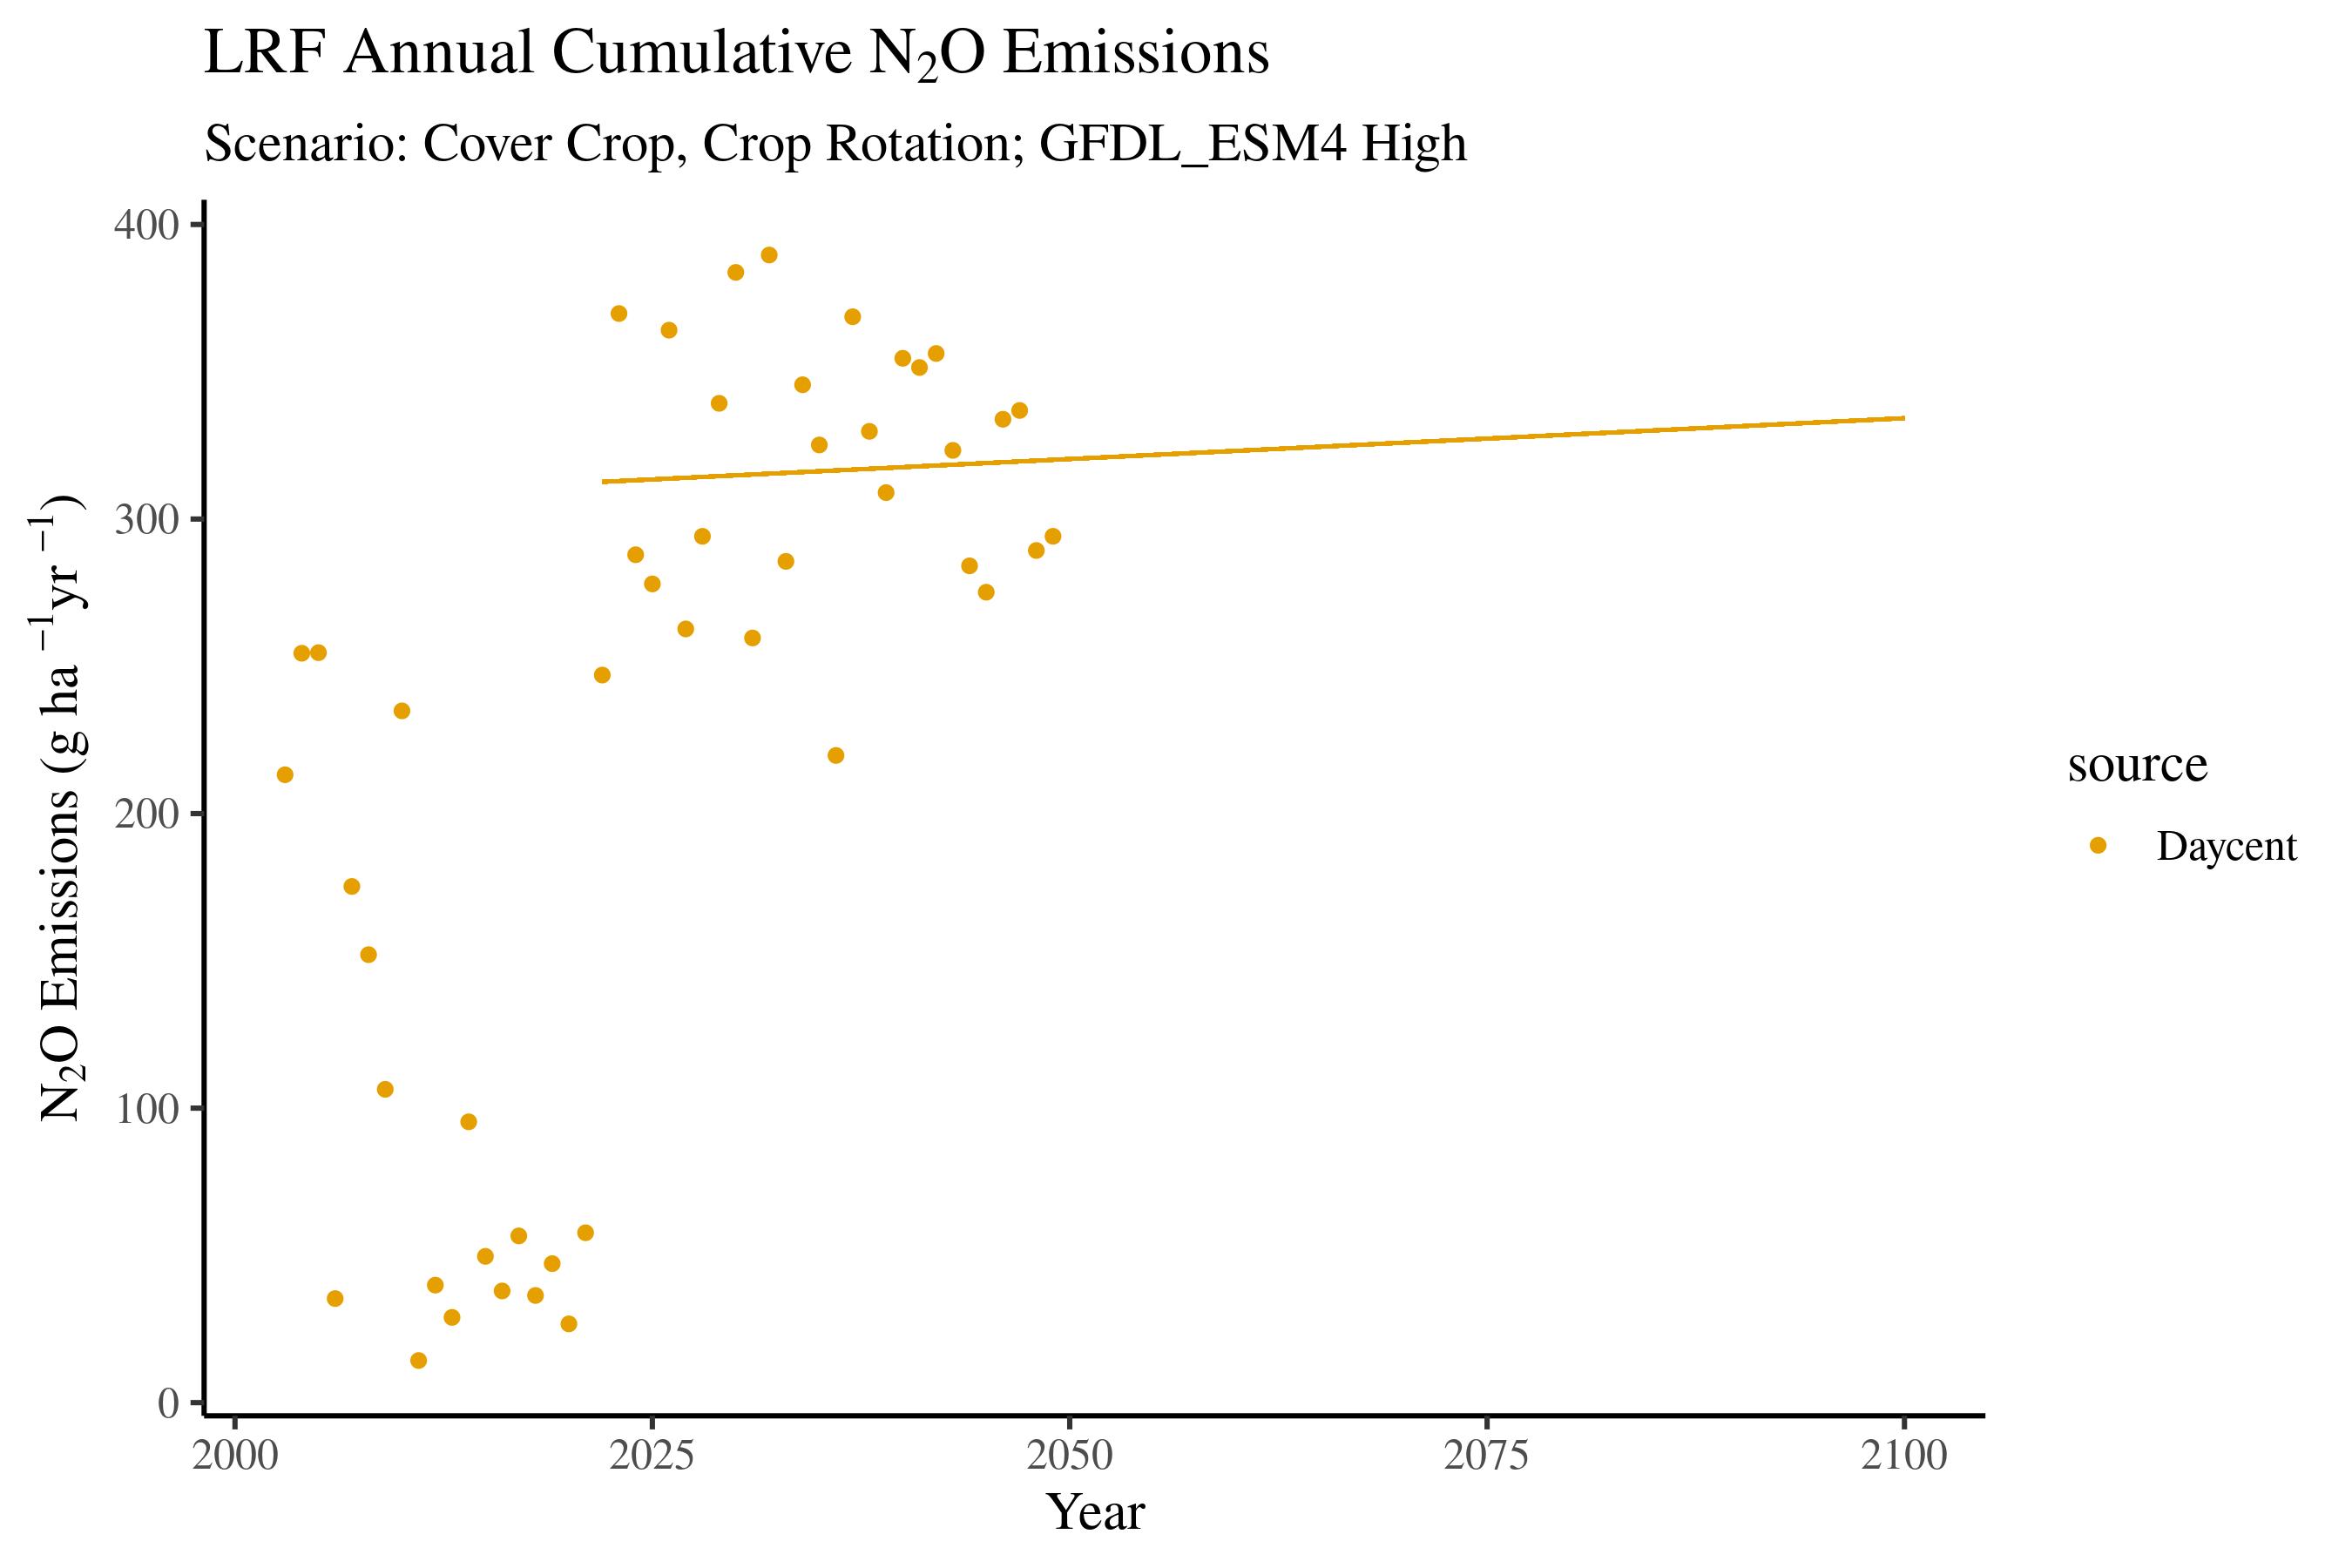 LRF Annual Cumulative N₂O Emissions
Scenario: Cover Crop, Crop Rotation; GFDL_ESM4 High
N₂O Emissions (g ha⁻¹yr⁻¹)
400
300
200
100
0
2000 2025 2050 2075 2100
Year
source
Daycent